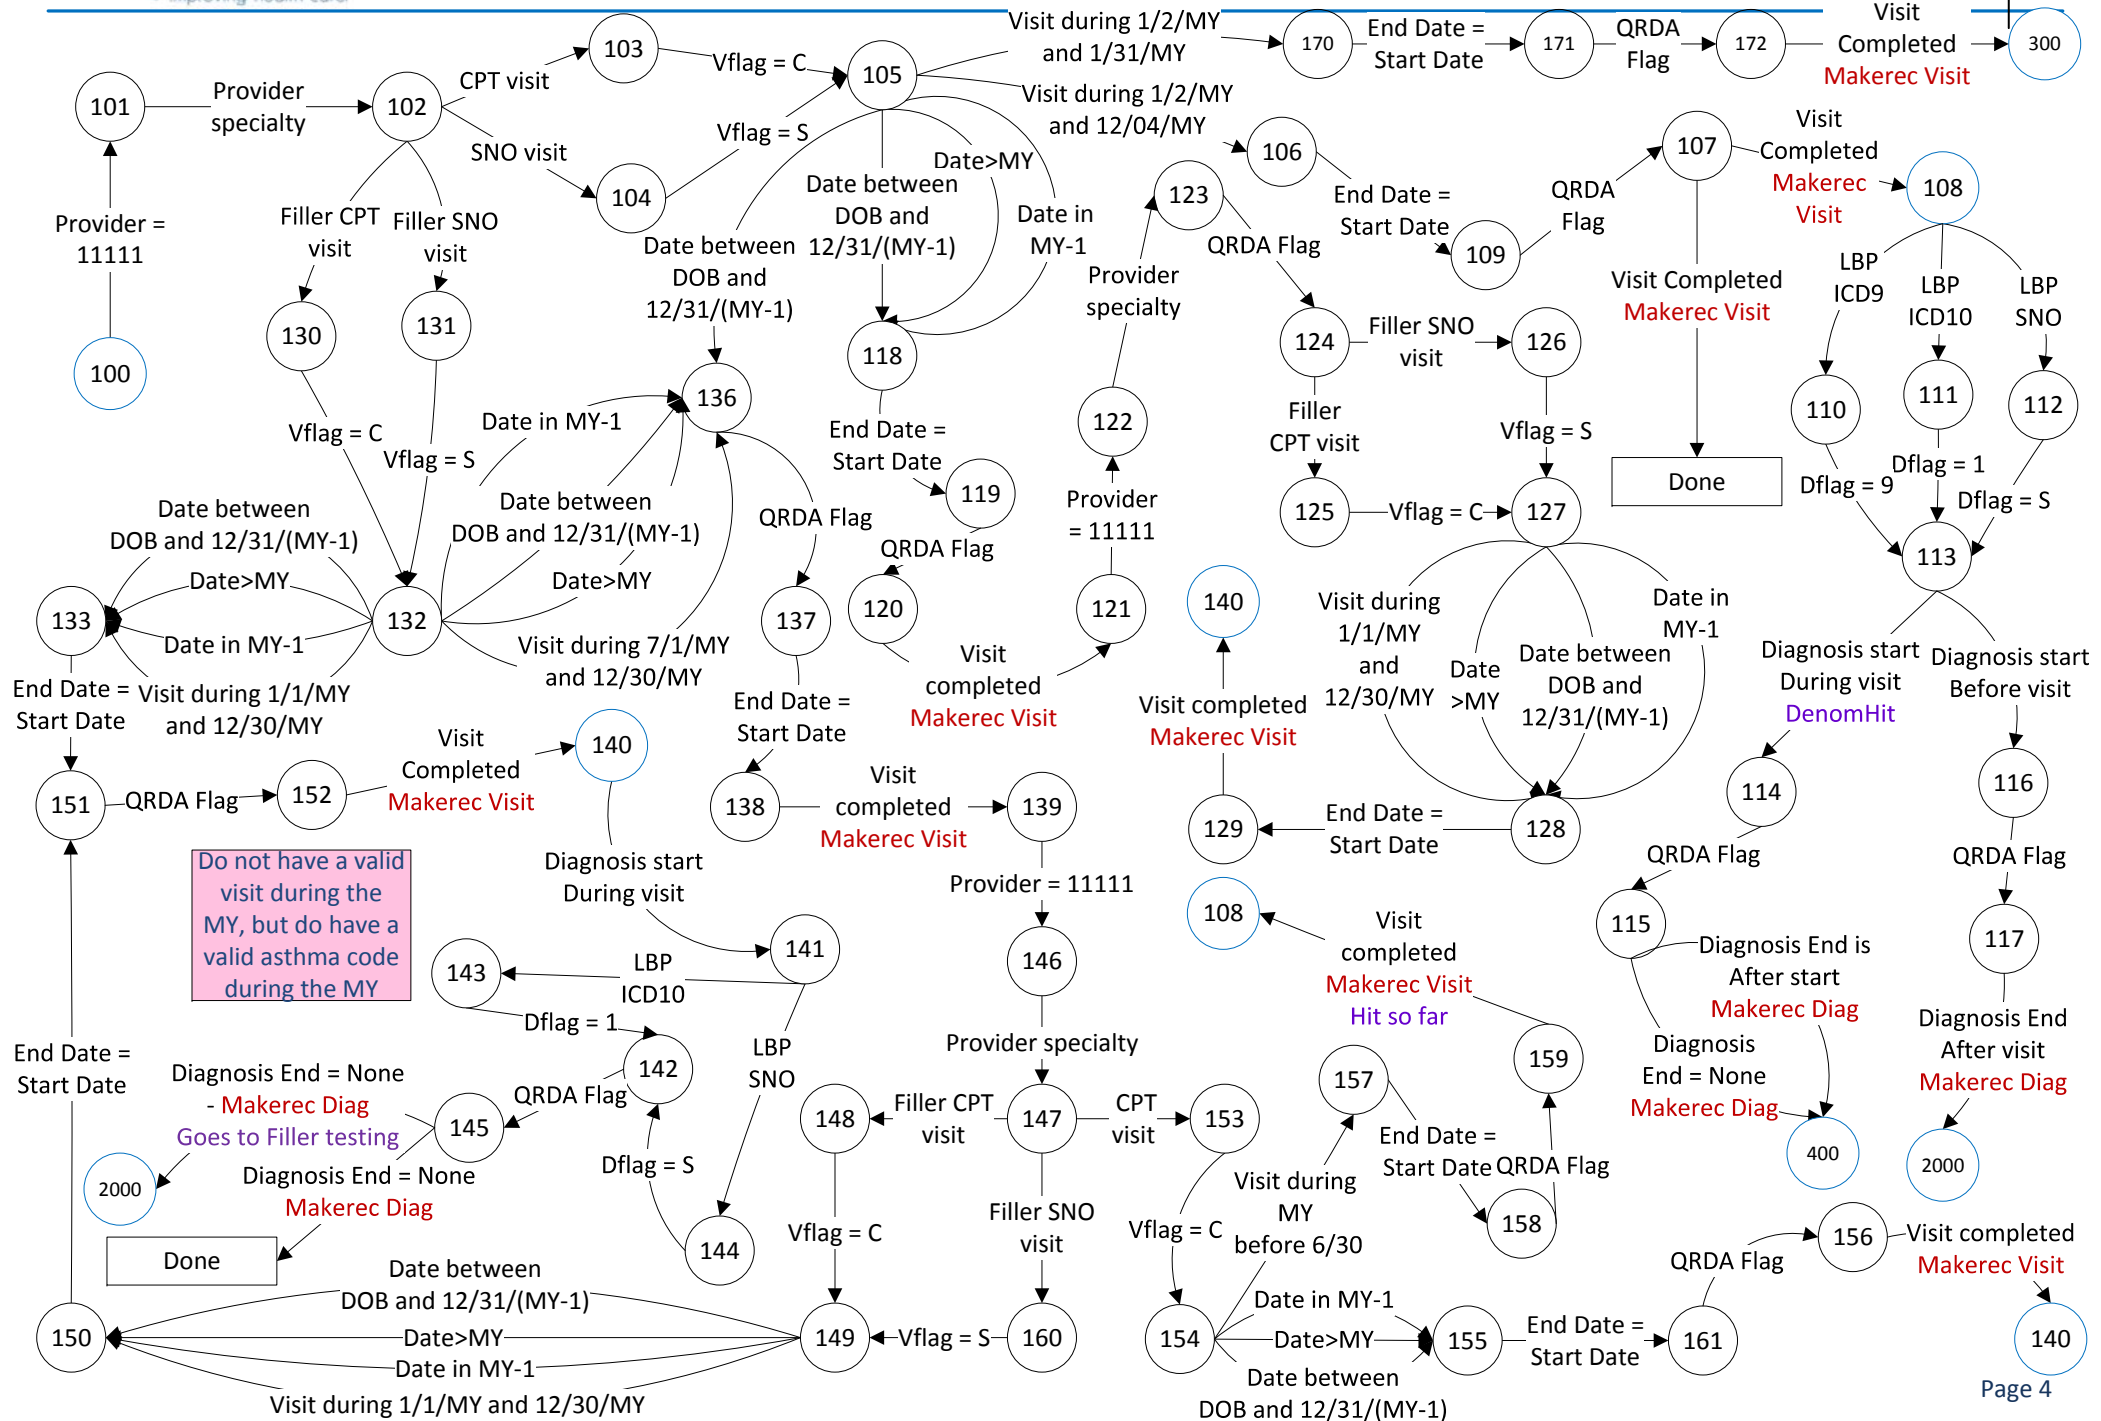 Improving health care
Visit during 1/2/MY
and 1/31/MY
170
End Date =
Start Date
171
QRDA
Flag
172
Visit
Completed
Makerec Visit
300
103
CPT visit
Vflag = C
105
101
Provider
specialty
102
Visit during 1/2/MY
and 12/04/MY
SNO visit
Vflag = S
104
106
End Date =
Start Date
109
QRDA
Flag
107
Visit
Completed
Makerec
Visit
108
Provider =
11111
100
Filler CPT
visit
Filler SNO
visit
130
131
Date between
DOB and
12/31/(MY-1)
Date between
DOB and
12/31/(MY-1)
Date>MY
Date in
MY-1
118
136
123
QRDA Flag
Provider
specialty
122
124
Filler SNO
visit
126
Visit Completed
Makerec Visit
Done
LBP
ICD9
LBP
ICD10
LBP
SNO
110
111
112
Vflag = C
Vflag = S
Date in MY-1
Date between
DOB and 12/31/(MY-1)
Date>MY
Visit during 7/1/MY
and 12/30/MY
End Date =
Start Date
119
QRDA Flag
QRDA Flag
120
Provider
= 11111
121
Filler
CPT visit
125
Vflag = C
Vflag = S
127
Dflag = 9
Dflag = 1
Dflag = S
113
Date between
DOB and 12/31/(MY-1)
Date>MY
133
Date in MY-1
132
Visit during 1/1/MY
and 12/30/MY
End Date =
Start Date
137
End Date =
Start Date
Visit
completed
Makerec Visit
140
Visit completed
Makerec Visit
Visit during
1/1/MY
and
12/30/MY
Date
>MY
Date between
DOB and
12/31/(MY-1)
Date in
MY-1
Diagnosis start
During visit
DenomHit
Diagnosis start
Before visit
151
QRDA Flag
152
Visit
Completed
Makerec Visit
140
138
Visit
completed
Makerec Visit
139
129
End Date =
Start Date
128
114
116
Do not have a valid
visit during the
MY, but do have a
valid asthma code
during the MY
Diagnosis start
During visit
Provider = 11111
108
Visit
completed
Makerec Visit
Hit so far
QRDA Flag
QRDA Flag
115
117
143
LBP
ICD10
141
146
Diagnosis End is
After start
Makerec Diag
Dflag = 1
LBP
SNO
Provider specialty
157
159
Diagnosis
End = None
Makerec Diag
Diagnosis End
After visit
Makerec Diag
End Date =
Start Date
Diagnosis End = None
- Makerec Diag
Goes to Filler testing
QRDA Flag
142
145
148
Filler CPT
visit
147
CPT
visit
153
End Date =
Start Date
QRDA Flag
400
2000
2000
Diagnosis End = None
Makerec Diag
Dflag = S
Done
144
Vflag = C
Filler SNO
visit
Vflag = C
Visit during
MY
before 6/30
158
QRDA Flag
156
Visit completed
Makerec Visit
Date between
DOB and 12/31/(MY-1)
150
Date>MY
149
Vflag = S
160
154
Date in MY-1
Date>MY
155
End Date =
Start Date
161
140
Date in MY-1
Visit during 1/1/MY and 12/30/MY
Date between
DOB and 12/31/(MY-1)
Page 4